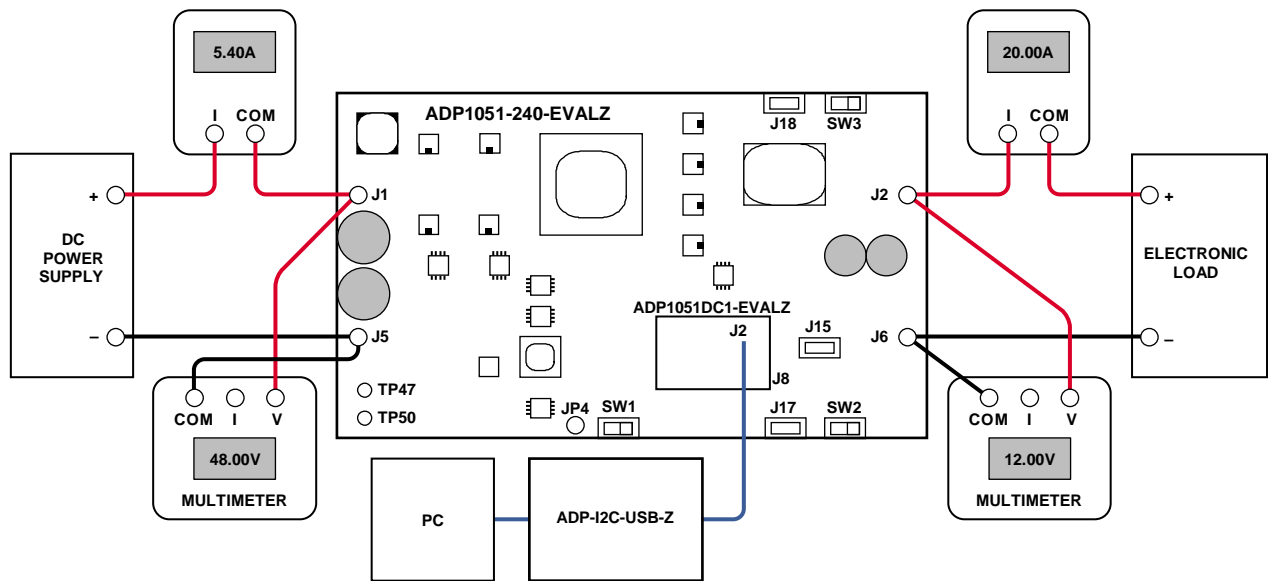 5.40A
I COM
20.00A
I COM
ADP1051-240-EVALZ
J18 SW3
+
J1
J2
+
DC
POWER
SUPPLY
ELECTRONIC
LOAD
ADP1051DC1-EVALZ
J2
J15
–
J5
J6
–
J8
TP47
TP50
JP4
SW1
J17
SW2
COM I V
48.00V
MULTIMETER
COM I V
12.00V
MULTIMETER
PC
ADP-I2C-USB-Z